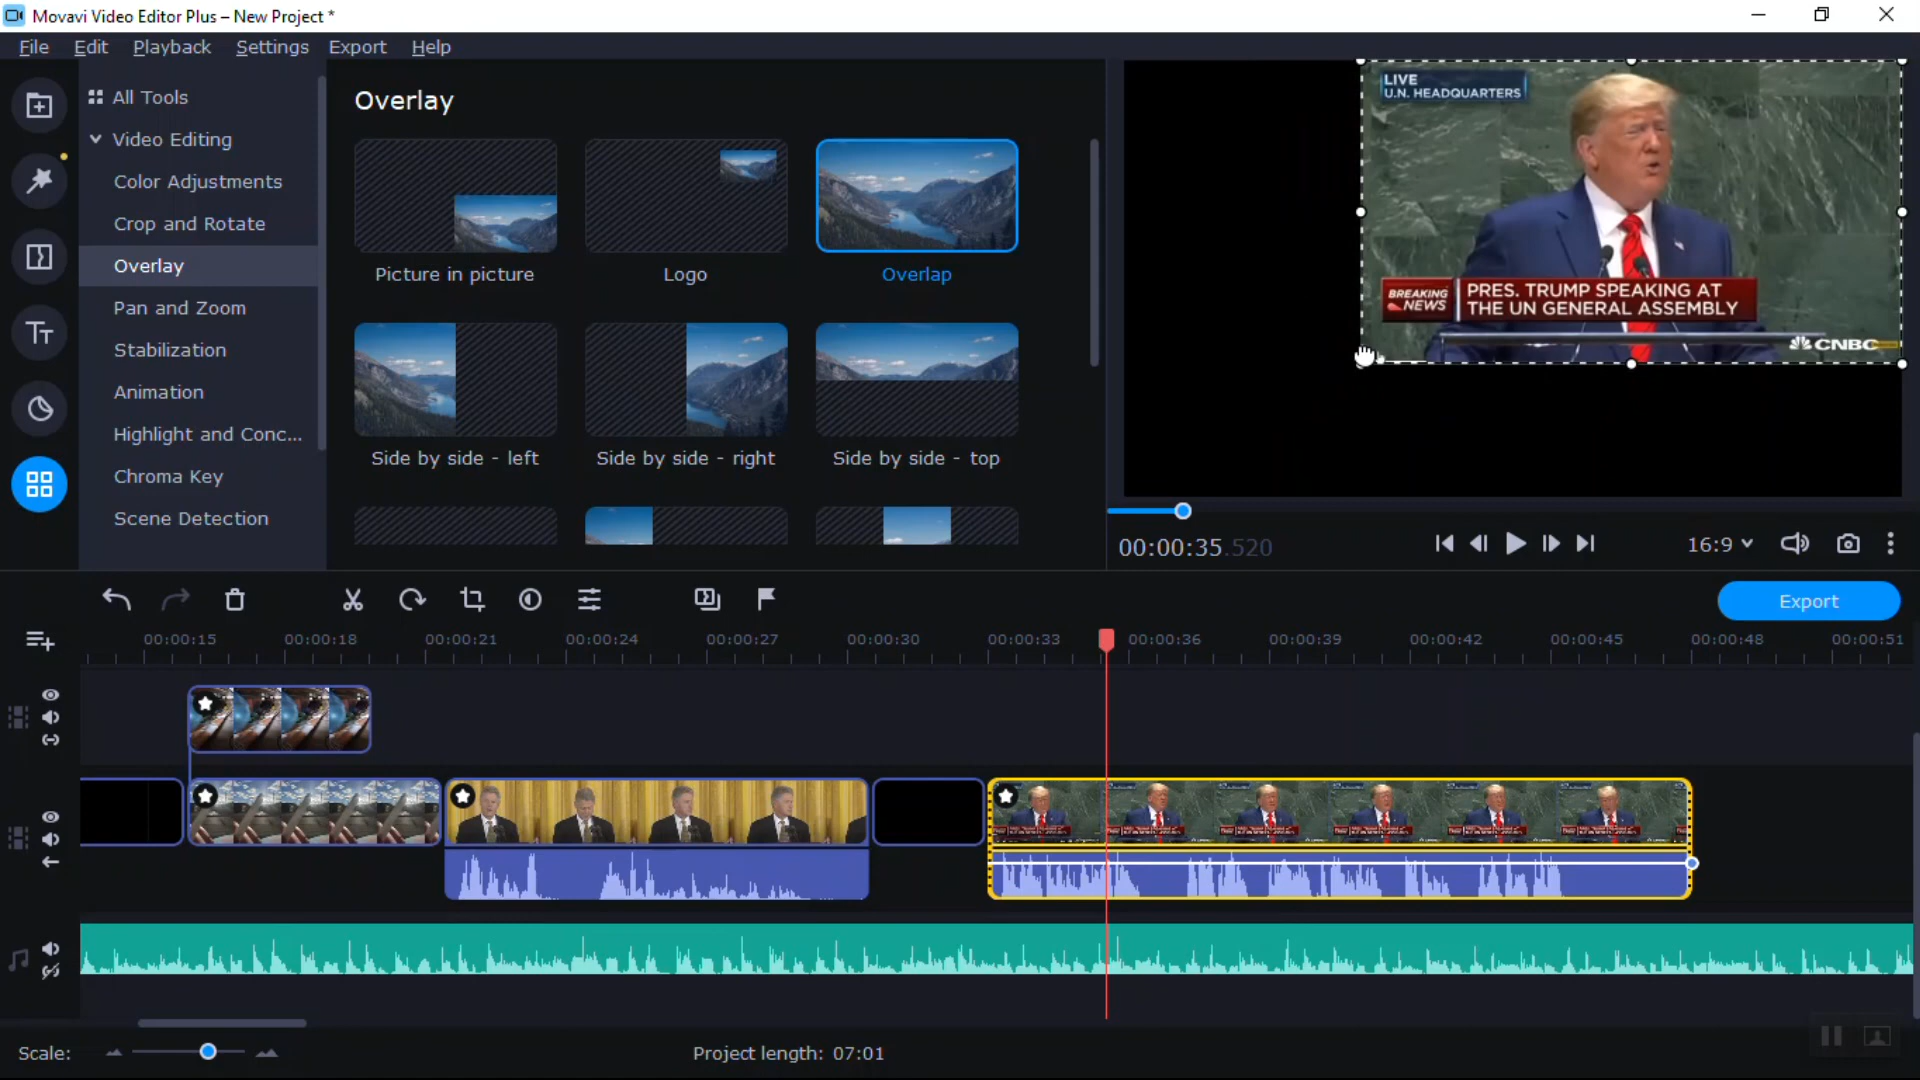 Movavi Video Editor Plus – New Project *
File Edit Playback Settings Export Help
All Tools
Video Editing
Color Adjustments
Crop and Rotate
Overlay
Pan and Zoom
Stabilization
Animation
Highlight and Conc...
Chroma Key
Scene Detection
Overlay
Picture in picture
Logo
Overlap
Side by side - left
Side by side - right
Side by side - top
LIVE
U.N. HEADQUARTERS
BREAKING
NEWS
PRES. TRUMP SPEAKING AT
THE UN GENERAL ASSEMBLY
CNBC
00:00:35.520
16:9
Export
00:00:15 00:00:18 00:00:21 00:00:24 00:00:27 00:00:30 00:00:33 00:00:36 00:00:39 00:00:42 00:00:45 00:00:48 00:00:51
Scale:
Project length: 07:01